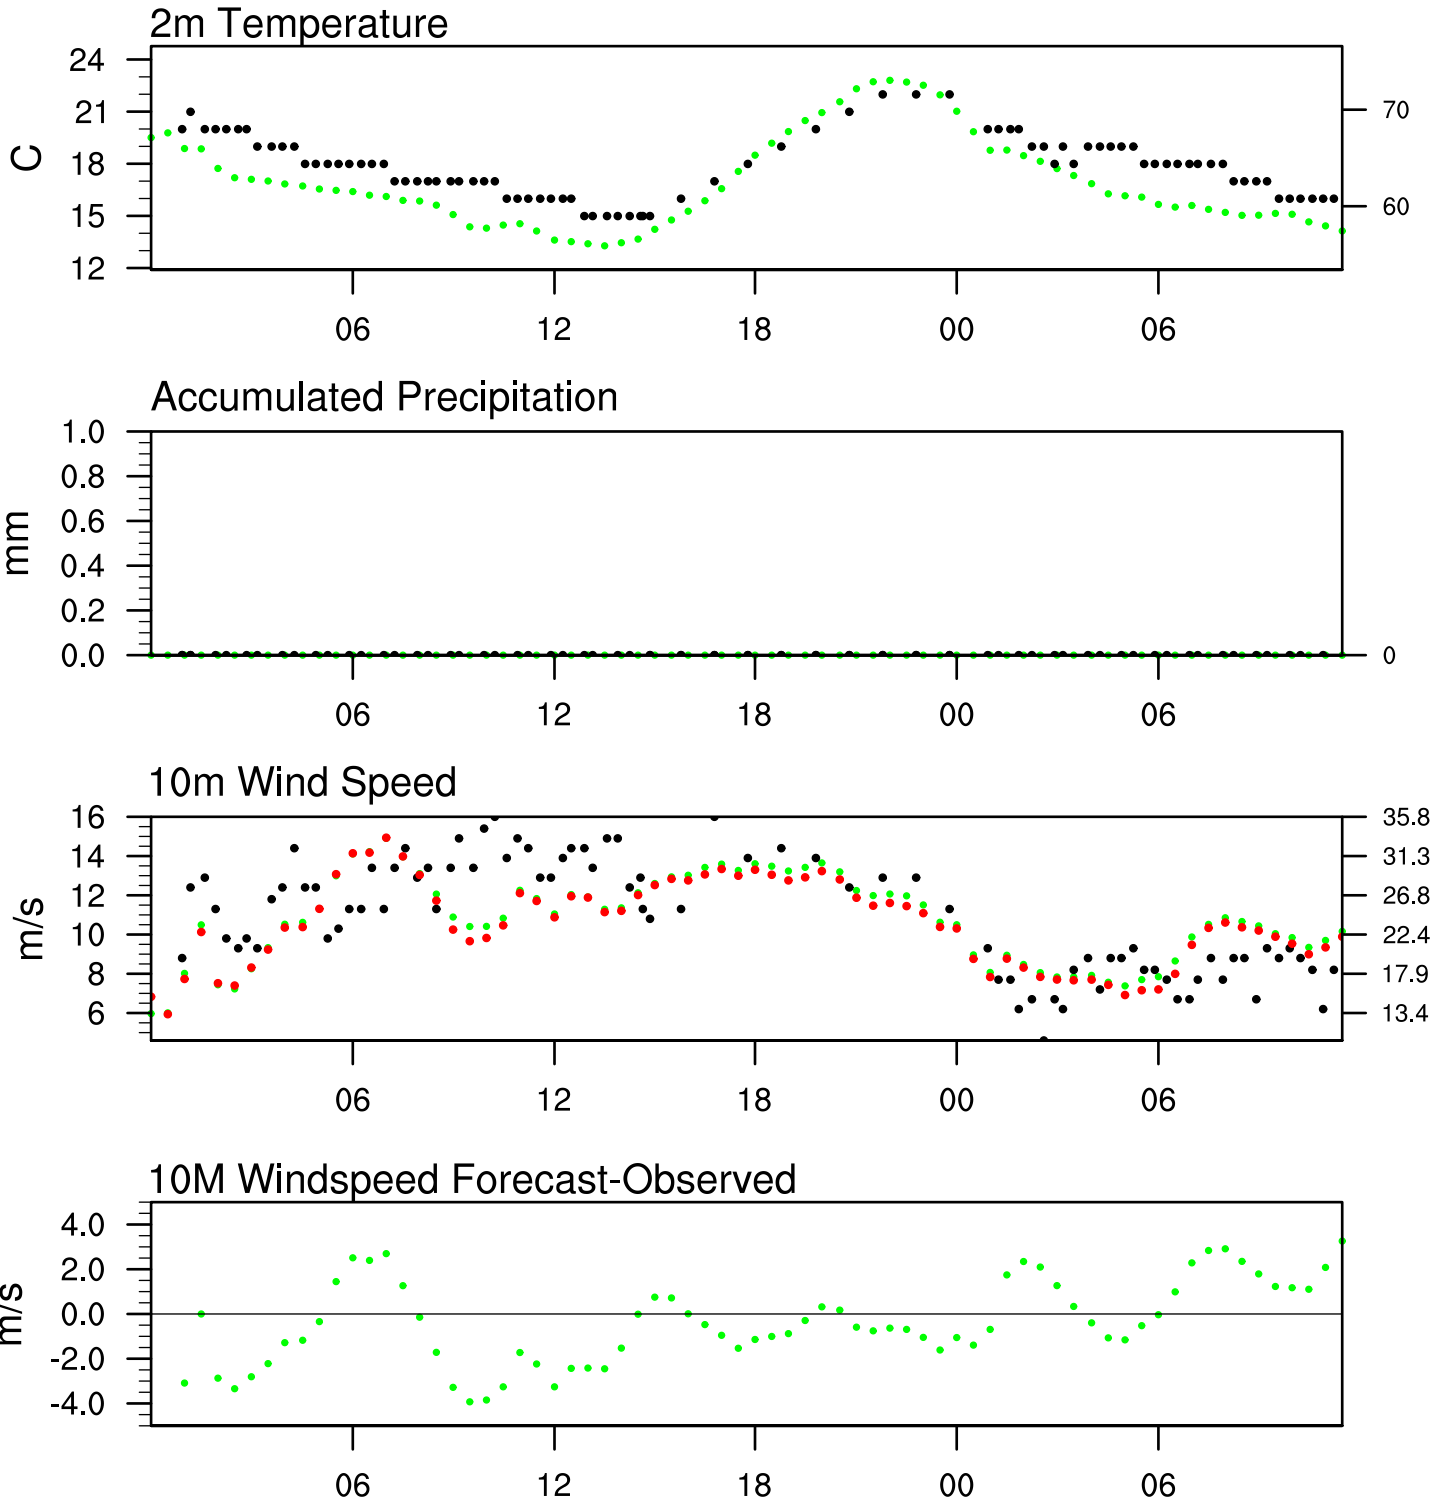 2m Temperature
24
21
18
15
12
C
70
60
06 12 18 00 06
Accumulated Precipitation
1.0
0.8
0.6
0.4
0.2
0.0
mm
0
06 12 18 00 06
10m Wind Speed
16
14
12
10
8
6
m/s
35.8
31.3
26.8
22.4
17.9
13.4
06 12 18 00 06
10M Windspeed Forecast-Observed
4.0
2.0
0.0
-2.0
-4.0
m/s
06 12 18 00 06